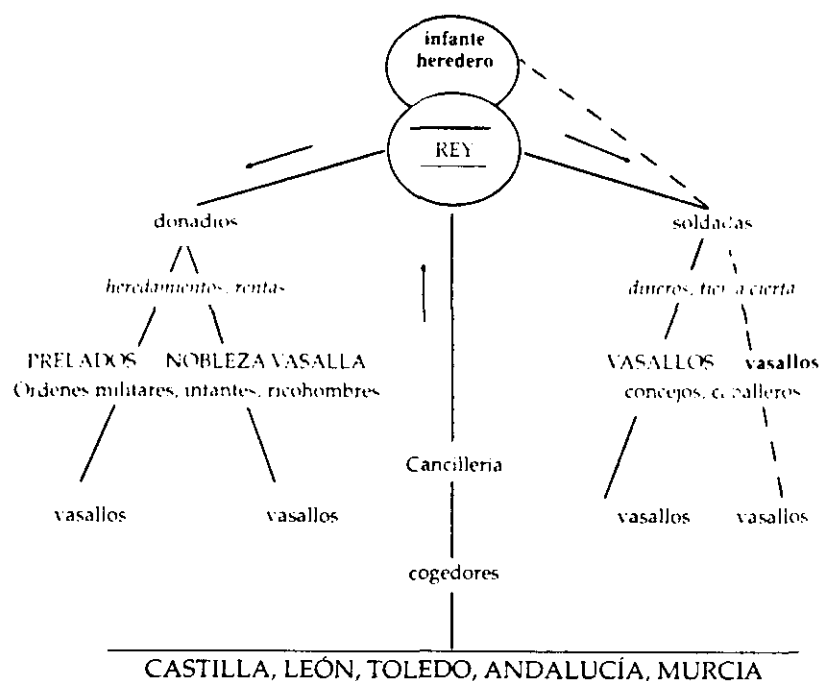 infante
heredero
REY
donadios
soldadas
heredamientos, rentas
dineros, tierra cierta
PRELADOS NOBLEZA VASALLA
Ordenes militares, infantes, ricohombres
VASALLOS vasallos
concejos, caballeros
Cancillería
vasallos vasallos
vasallos vasallos
cogedores
CASTILLA, LEÓN, TOLEDO, ANDALUCÍA, MURCIA